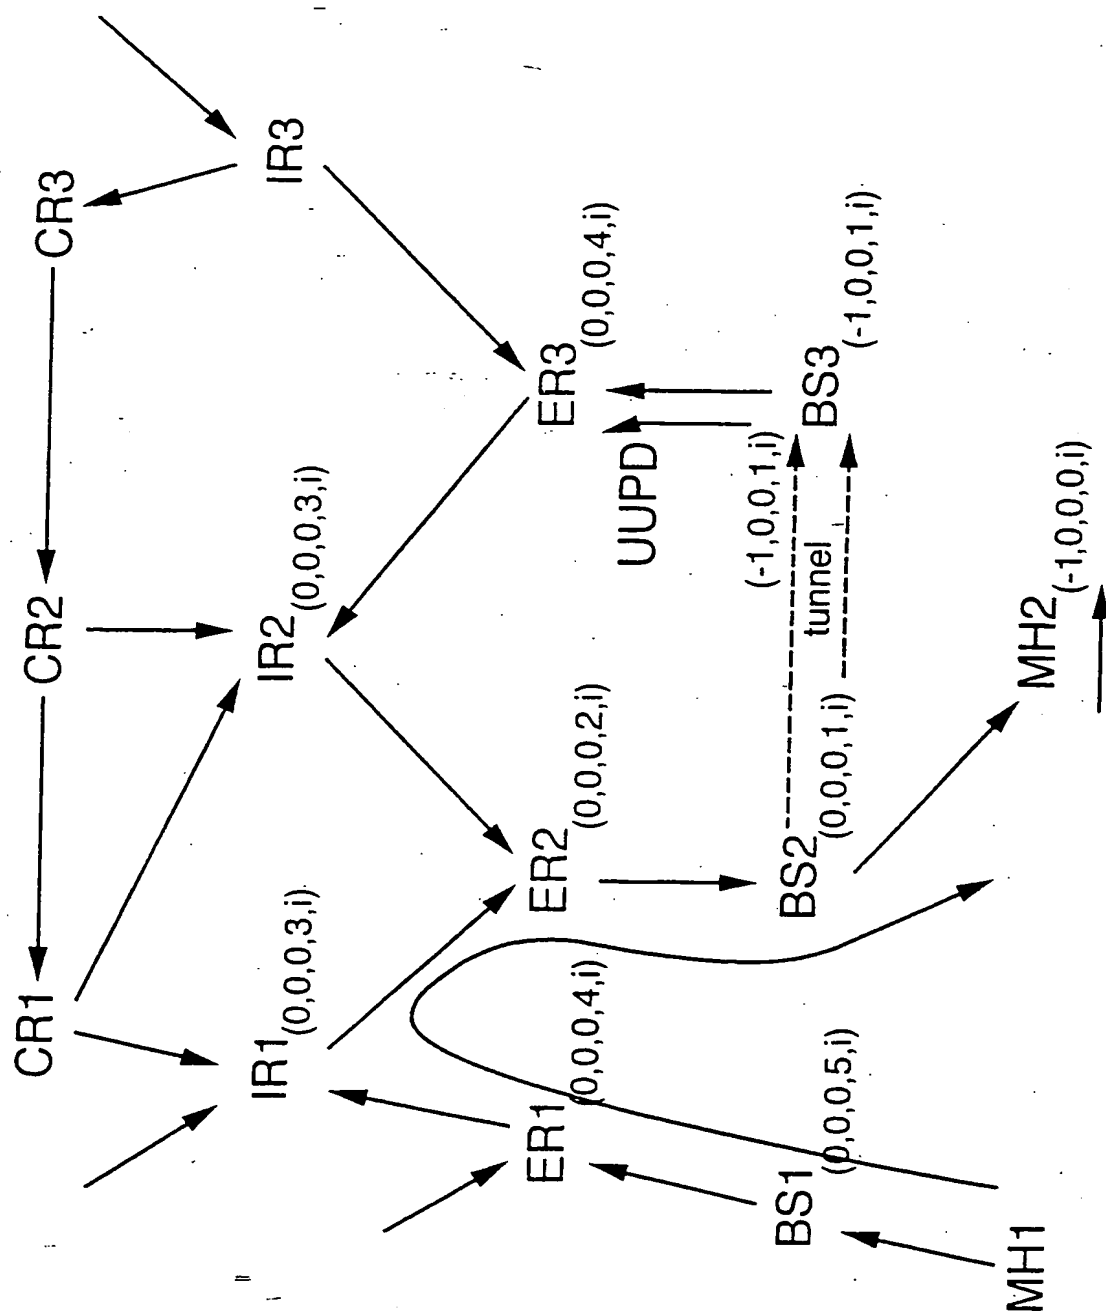 CR1
CR2
CR3
IR1
(0,0,0,3,i)
IR2
(0,0,0,3,i)
IR3
ER1
(0,0,0,4,i)
ER2
(0,0,0,2,i)
ER3
(0,0,0,4,i)
UUPD
BS1
(0,0,0,5,i)
BS2
(0,0,0,1,i)
(-1,0,0,1,i)
tunnel
BS3
(-1,0,0,1,i)
MH1
MH2
(-1,0,0,0,i)